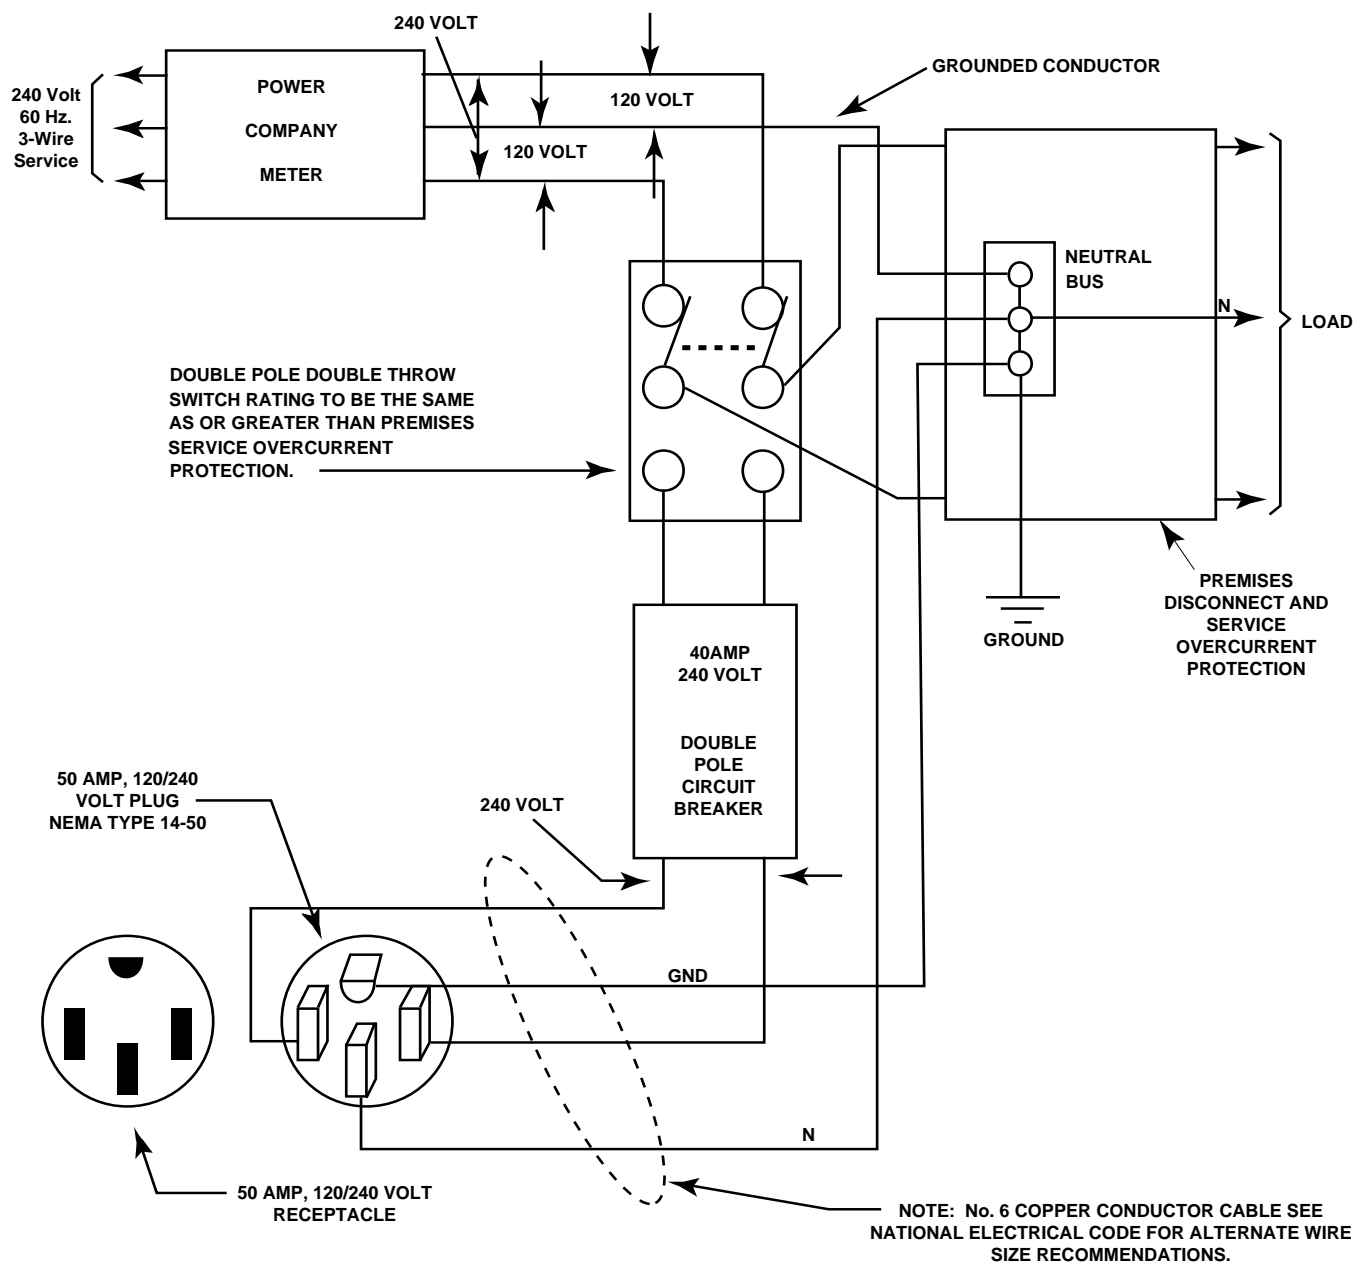 240 VOLT
GROUNDED CONDUCTOR
240 Volt
60 Hz.
3-Wire
Service
POWER
COMPANY
METER
120 VOLT
120 VOLT
NEUTRAL
BUS
N
LOAD
DOUBLE POLE DOUBLE THROW
SWITCH RATING TO BE THE SAME
AS OR GREATER THAN PREMISES
SERVICE OVERCURRENT
PROTECTION.
GROUND
PREMISES
DISCONNECT AND
SERVICE
OVERCURRENT
PROTECTION
40AMP
240 VOLT
DOUBLE
POLE
CIRCUIT
BREAKER
50 AMP, 120/240
VOLT PLUG
NEMA TYPE 14-50
240 VOLT
GND
N
50 AMP, 120/240 VOLT
RECEPTACLE
NOTE: No. 6 COPPER CONDUCTOR CABLE SEE
NATIONAL ELECTRICAL CODE FOR ALTERNATE WIRE
SIZE RECOMMENDATIONS.